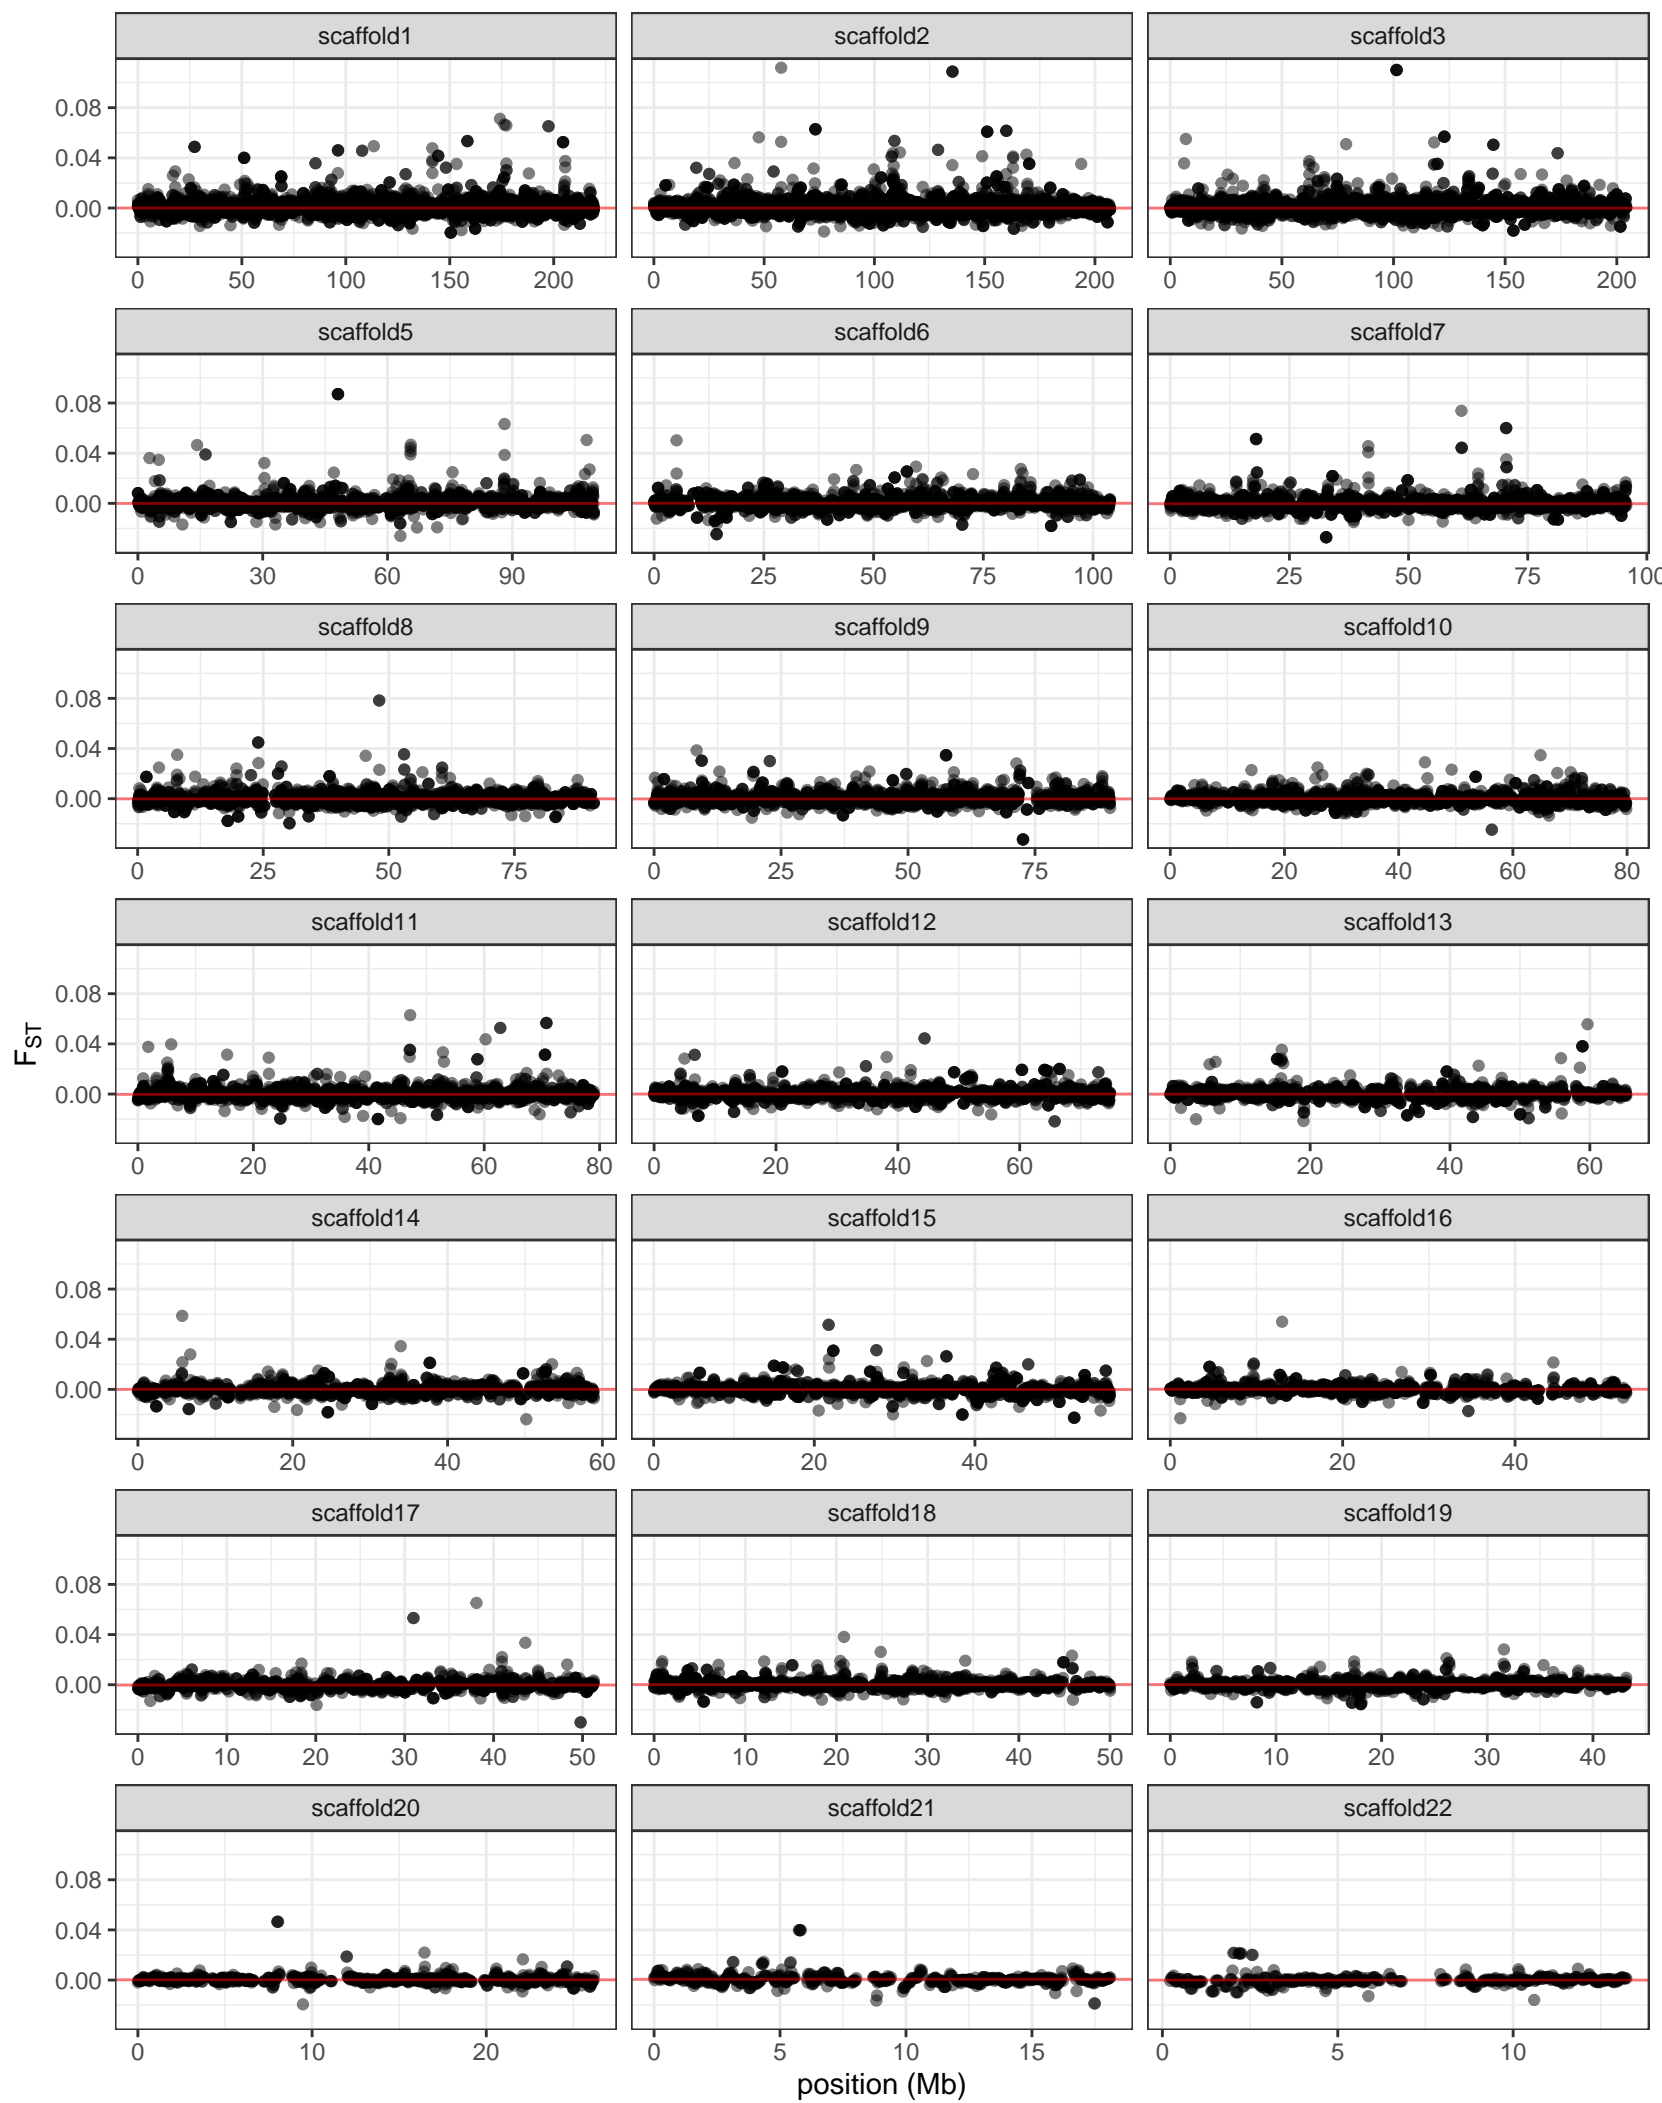 scaffold1 scaffold2 scaffold3
0.08
0.04
0.00
0 50 100 150 200 0 50 100 150 200 0 50 100 150 200
scaffold5 scaffold6 scaffold7
0.08
0.04
0.00
0 30 60 90 0 25 50 75 100 0 25 50 75 100
scaffold8 scaffold9 scaffold10
0.08
0.04
0.00
0 25 50 75 0 25 50 75 0 20 40 60 80
scaffold11 scaffold12 scaffold13
0.08
0.04
0.00
0 20 40 60 80 0 20 40 60 0 20 40 60
FST
scaffold14 scaffold15 scaffold16
0.08
0.04
0.00
0 20 40 60 0 20 40 0 20 40
scaffold17 scaffold18 scaffold19
0.08
0.04
0.00
0 10 20 30 40 50 0 10 20 30 40 50 0 10 20 30 40
scaffold20 scaffold21 scaffold22
0.08
0.04
0.00
0 10 20 0 5 10 15 0 5 10
position (Mb)